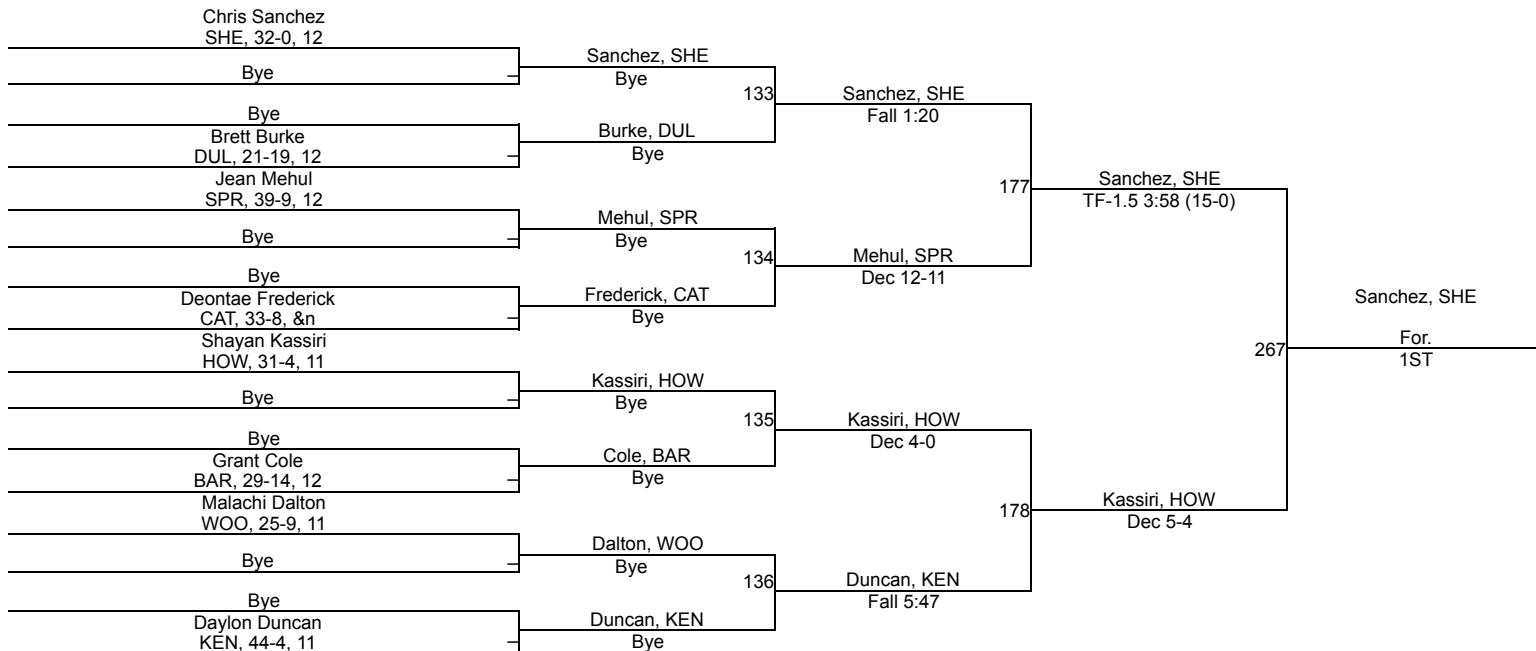 Chris Sanchez
SHE, 32-0, 12
Bye
Bye
Brett Burke
DUL, 21-19, 12
Jean Mehul
SPR, 39-9, 12
Bye
Bye
Deontae Frederick
CAT, 33-8, &n
Shayan Kassiri
HOW, 31-4, 11
Bye
Bye
Grant Cole
BAR, 29-14, 12
Malachi Dalton
WOO, 25-9, 11
Bye
Bye
Daylon Duncan
KEN, 44-4, 11
Sanchez, SHE
Bye
133
Burke, DUL
Bye
Mehul, SPR
Bye
134
Frederick, CAT
Bye
Kassiri, HOW
Bye
135
Cole, BAR
Bye
Dalton, WOO
Bye
136
Duncan, KEN
Bye
Sanchez, SHE
Fall 1:20
177
Mehul, SPR
Dec 12-11
Kassiri, HOW
Dec 4-0
178
Duncan, KEN
Fall 5:47
Sanchez, SHE
TF-1.5 3:58 (15-0)
267
Kassiri, HOW
Dec 5-4
Sanchez, SHE
For.
1ST